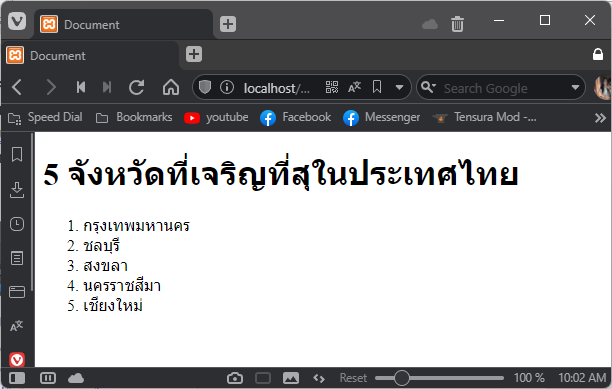 Document
Document
localhost/...
Search Google
Speed Dial
Bookmarks
youtube
Facebook
Messenger
Tensura Mod -...
5 จังหวัดที่เจริญที่สุในประเทศไทย
1. กรุงเทพมหานคร
2. ชลบุรี
3. สงขลา
4. นครราชสีมา
5. เชียงใหม่
Reset
100 %
10:02 AM